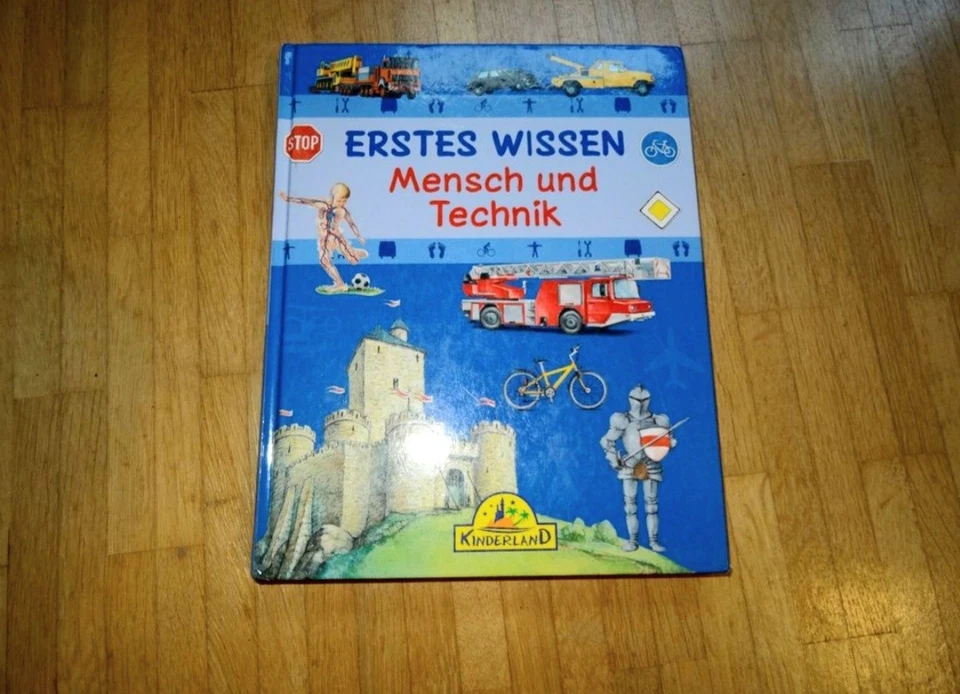 STOP
ERSTES WISSEN
Mensch und
Technik
KINDERLAND